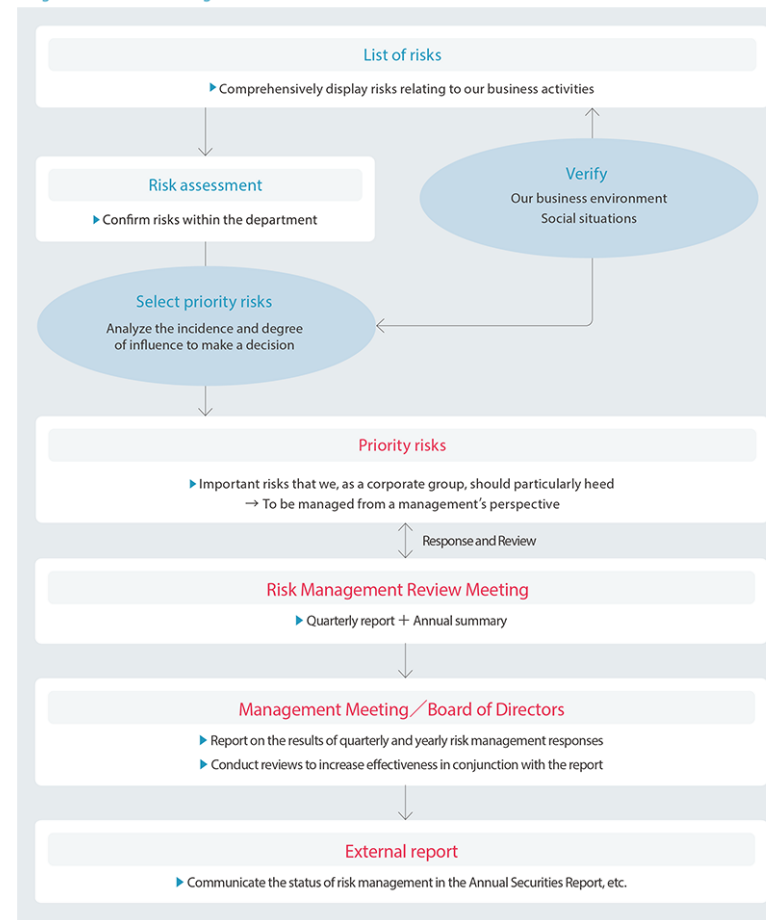 List of risks
▶Comprehensively display risks relating to our business activities
Risk assessment
▶Confirm risks within the department
Verify
Our business environment
Social situations
Select priority risks
Analyze the incidence and degree
of influence to make a decision
Priority risks
▶Important risks that we, as a corporate group, should particularly heed
→ To be managed from a management's perspective
Response and Review
Risk Management Review Meeting
▶Quarterly report + Annual summary
Management Meeting／Board of Directors
▶Report on the results of quarterly and yearly risk management responses
▶Conduct reviews to increase effectiveness in conjunction with the report
External report
▶Communicate the status of risk management in the Annual Securities Report, etc.